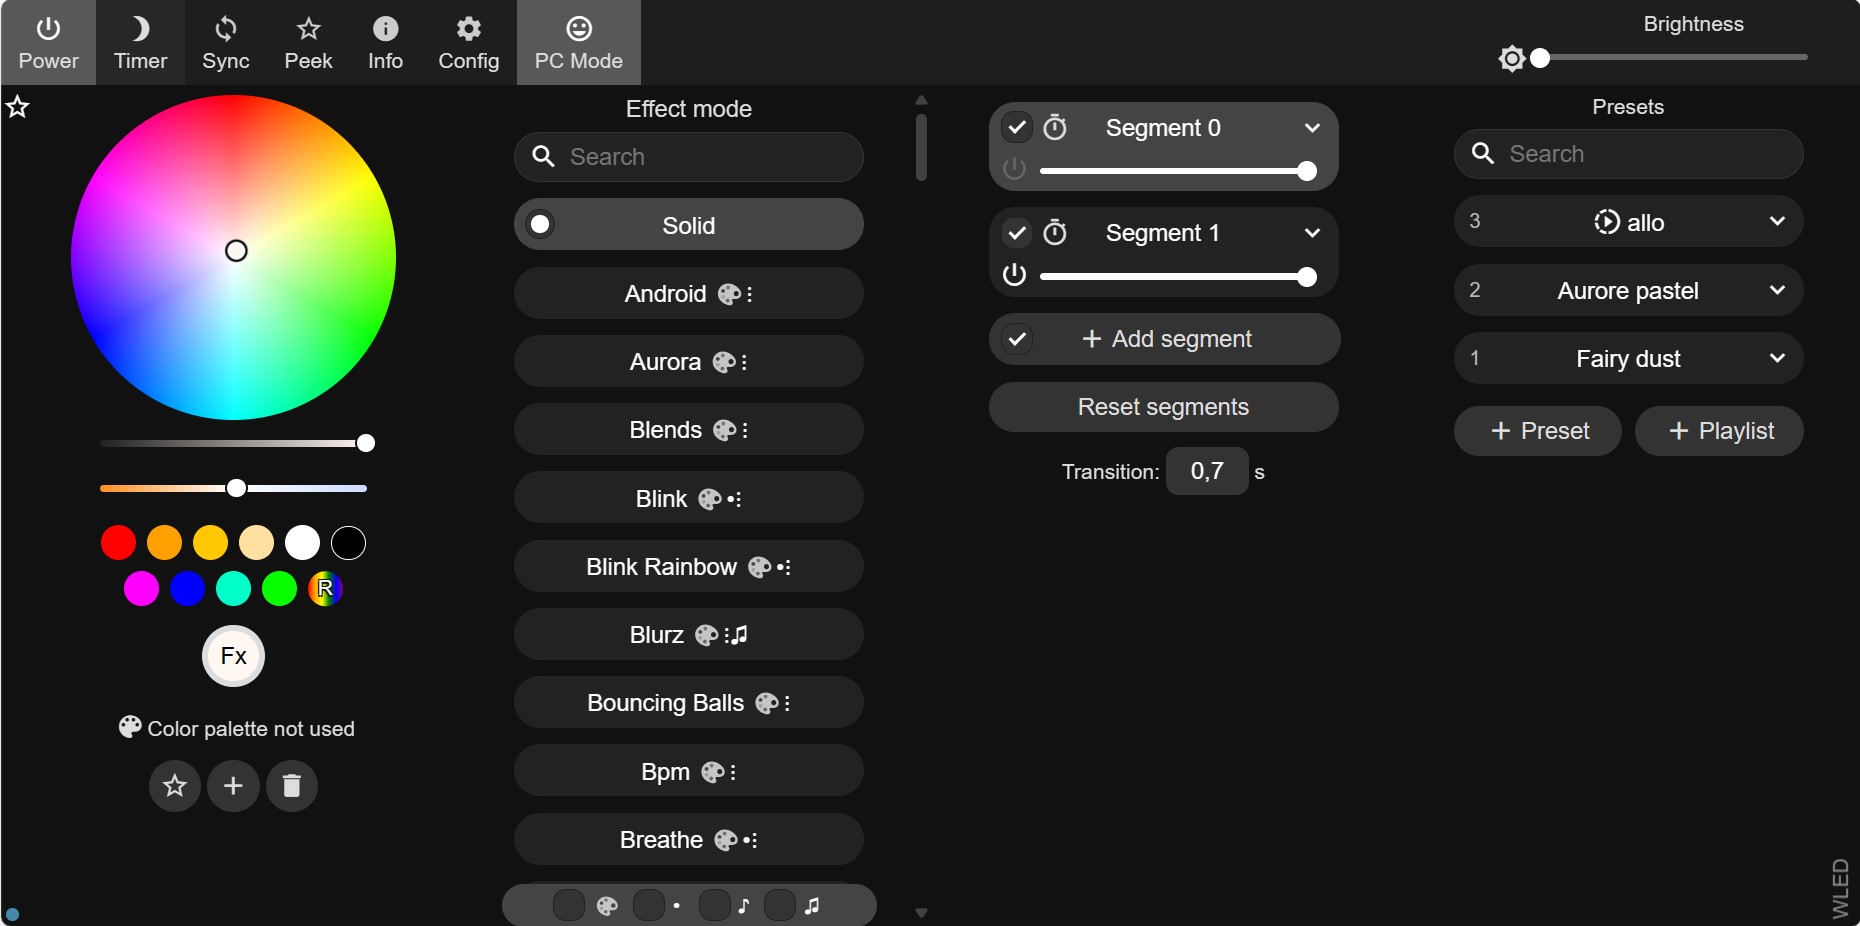 Power
Timer
Sync
Peek
Info
Config
PC Mode
Brightness
R
Fx
Color palette not used
Effect mode
Search
Solid
Android
Aurora
Blends
Blink
Blink Rainbow
Blurz
Bouncing Balls
Bpm
Breathe
Segment 0
Segment 1
+ Add segment
Reset segments
Transition: 0,7 s
Presets
Search
3 allo
2 Aurore pastel
1 Fairy dust
+ Preset
+ Playlist
WLED